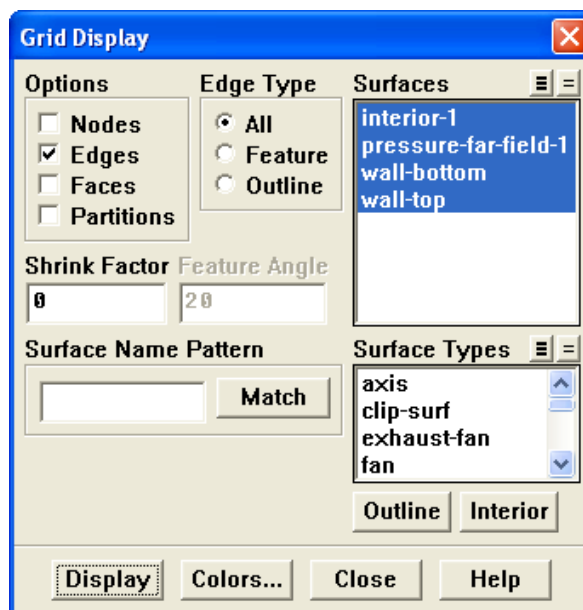 Grid Display
Options
Nodes
Edges
Faces
Partitions
Edge Type
All
Feature
Outline
Surfaces
interior-1
pressure-far-field-1
wall-bottom
wall-top
Shrink Factor Feature Angle
0 20
Surface Name Pattern
Match
Surface Types
axis
clip-surf
exhaust-fan
fan
Outline Interior
Display Colors... Close Help